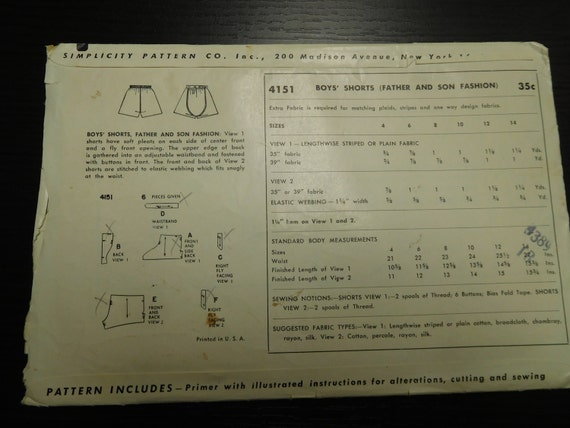 SIMPLICITY PATTERN CO. Inc., 200 Madison Avenue, New York
4151 BOYS' SHORTS (FATHER AND SON FASHION) 35c
Extra Fabric is required for matching plaids, stripes and one way design fabrics.
SIZES 4 6 8 10 12 14
VIEW 1 — LENGTHWISE STRIPED OR PLAIN FABRIC
35" fabric Yds.
39" fabric Yd.
VIEW 2
35" or 39" fabric Yds.
ELASTIC WEBBING — width Yd.
1¼" hem on View 1 and 2.
STANDARD BODY MEASUREMENTS
Sizes 4 6 8 10 12
Waist 21 22 23 24 25½ Ins.
Finished Length of View 1 Ins.
Finished Length of View 2 11 12 13 14 15 Ins.
SEWING NOTIONS:—SHORTS VIEW 1:—2 spools of Thread; 6 Buttons; Bias Fold Tape. SHORTS
VIEW 2:—2 spools of Thread.
SUGGESTED FABRIC TYPES:—View 1: Lengthwise striped or plain cotton, broadcloth, chambray,
rayon, silk. View 2: Cotton, percale, rayon, silk.
BOYS' SHORTS, FATHER AND SON FASHION: View 1
shorts have soft pleats on each side of center front
and a fly front opening. The upper edge of back
is gathered into an adjustable waistband and fastened
with buttons in front. The front and back of View 2
shorts are stitched to elastic webbing which fits snugly
at the waist.
4151 6 PIECES GIVEN
D
WAISTBAND
VIEW 1
B
BACK
VIEW 1
A
FRONT
AND
SIDE
BACK
VIEW 1
C
RIGHT
FLY
FACING
VIEW 1
E
FRONT
AND
BACK
VIEW 2
F
RIGHT
FLY
FACING
VIEW 2
Printed in U. S. A.
PATTERN INCLUDES — Primer with illustrated instructions for alterations, cutting and sewing